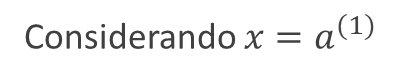 Considerando 𝑥 = 𝑎⁽¹⁾